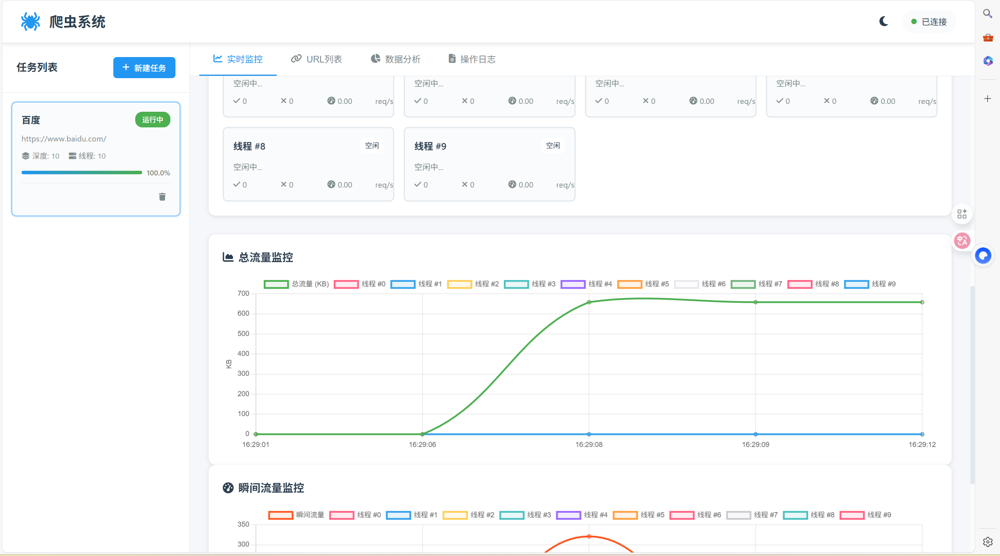 爬虫系统
已连接
任务列表
新建任务
百度
运行中
https://www.baidu.com/
深度: 10 线程: 10
100.0%
实时监控 URL列表 数据分析 操作日志
空闲中... 空闲中... 空闲中... 空闲中...
0 0 0.00 req/s 0 0 0.00 req/s 0 0 0.00 req/s 0 0 0.00 req/s
线程 #8 空闲 线程 #9 空闲
空闲中... 空闲中...
0 0 0.00 req/s 0 0 0.00 req/s
总流量监控
总流量 (KB) 线程 #0 线程 #1 线程 #2 线程 #3 线程 #4 线程 #5 线程 #6 线程 #7 线程 #8 线程 #9
700
600
500
400
300
200
100
0
KB
16:29:01 16:29:06 16:29:08 16:29:09 16:29:12
瞬间流量监控
瞬间流量 线程 #0 线程 #1 线程 #2 线程 #3 线程 #4 线程 #5 线程 #6 线程 #7 线程 #8 线程 #9
350
300
中A